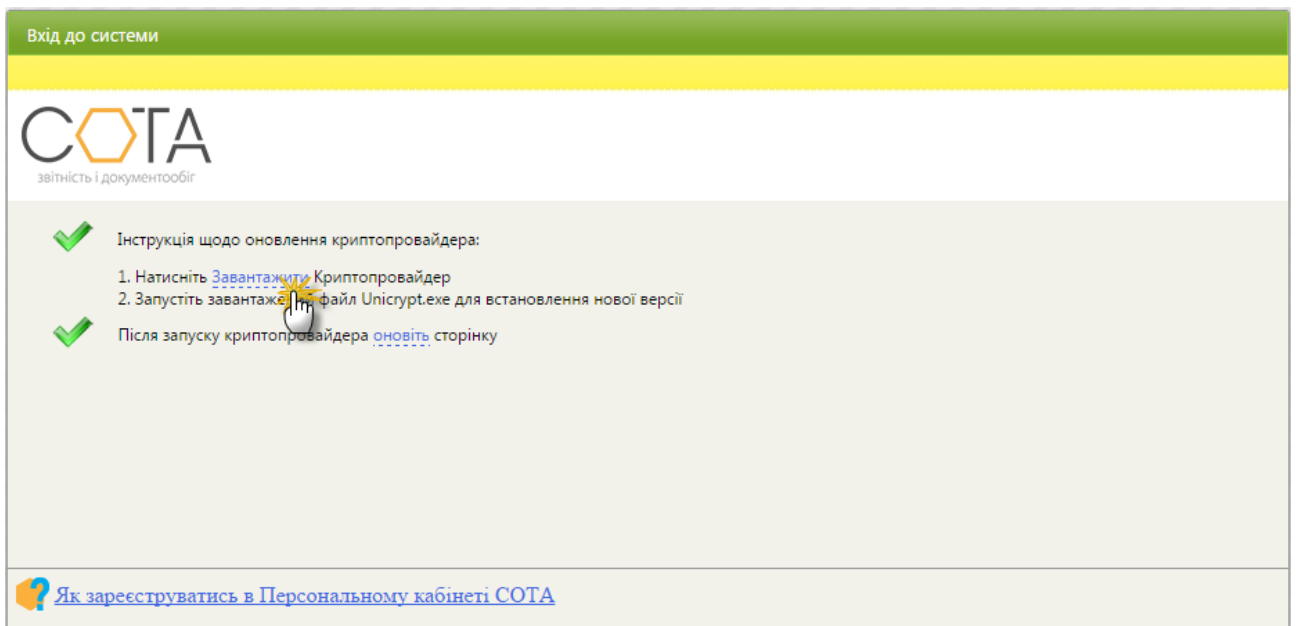 Вхід до системи
СОТА
звітність і документообіг
Інструкція щодо оновлення криптопровайдера:
1. Натисніть Завантажити Криптопровайдер
2. Запустіть завантажений файл Unicrypt.exe для встановлення нової версії
Після запуску криптопровайдера оновіть сторінку
Як зареєструватись в Персональному кабінеті СОТА